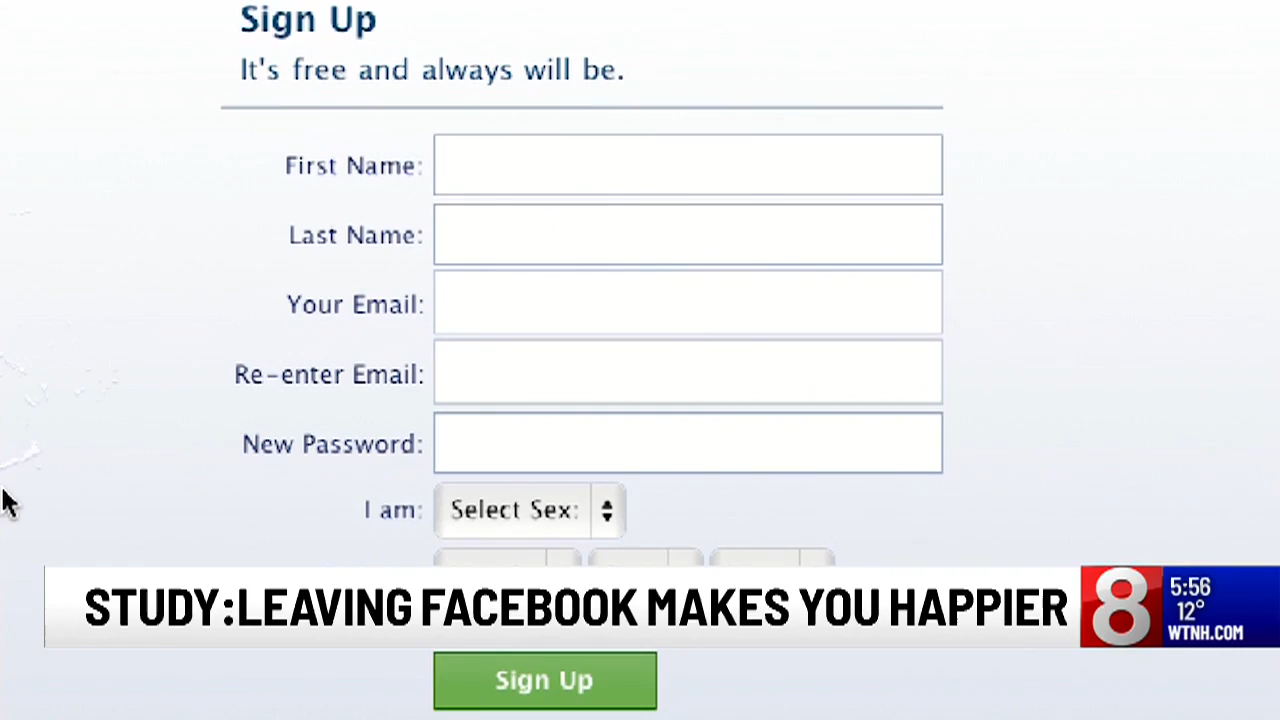 Sign Up
It's free and always will be.
First Name:
Last Name:
Your Email:
Re-enter Email:
New Password:
I am: Select Sex:
STUDY:LEAVING FACEBOOK MAKES YOU HAPPIER
8
5:56
12°
WTNH.COM
Sign Up